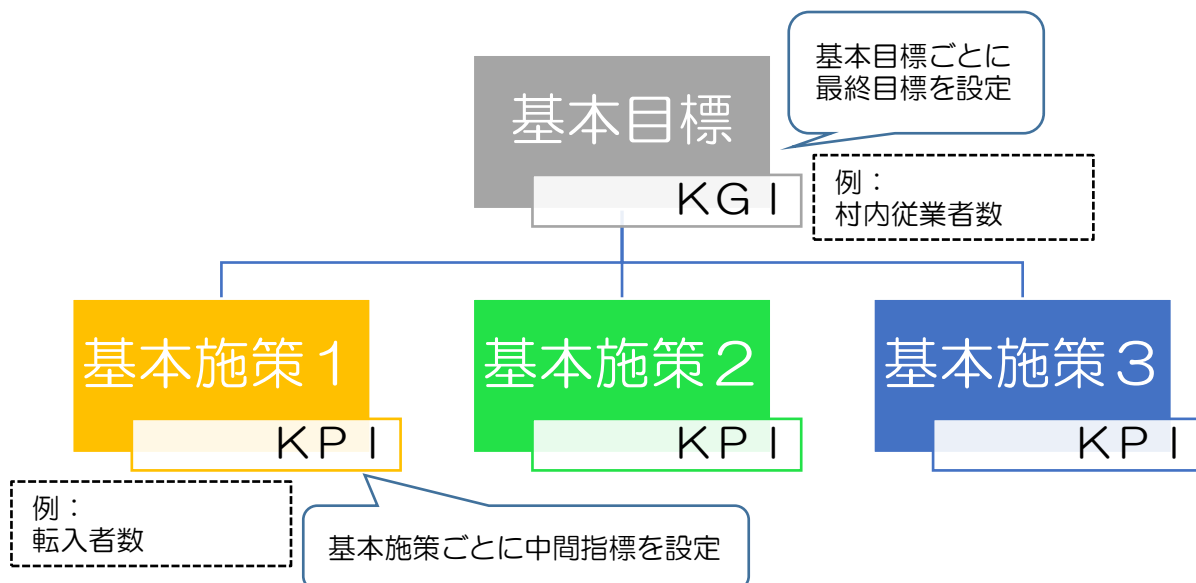 基本目標ごとに
最終目標を設定
基本目標
KGI
例：
村内従業者数
基本施策１
KPI
基本施策２
KPI
基本施策３
KPI
例：
転入者数
基本施策ごとに中間指標を設定